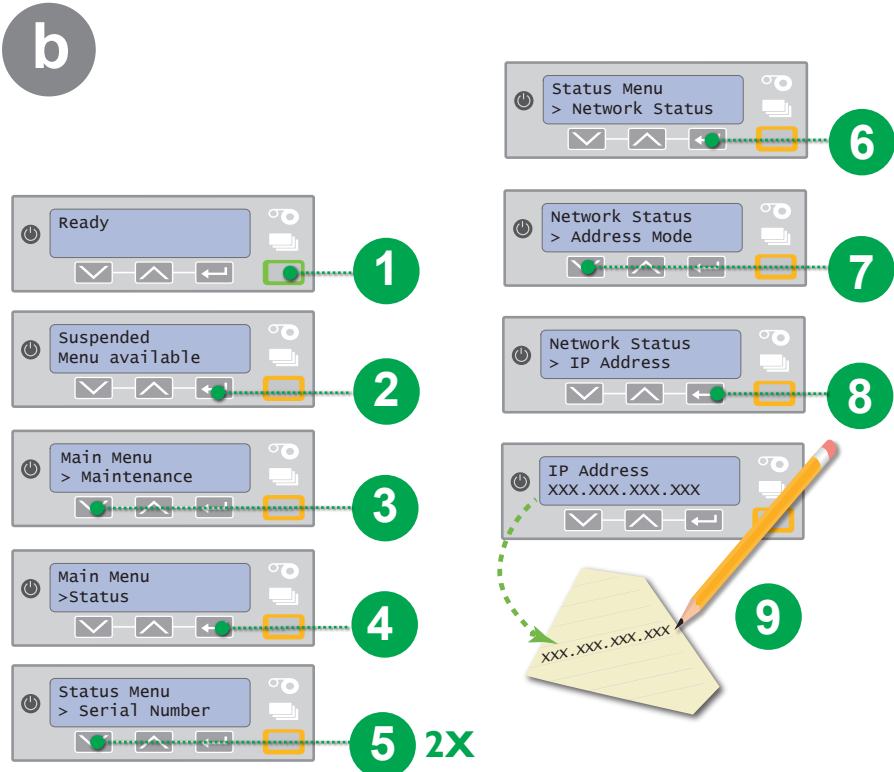 b
Ready
1
Suspended
Menu available
2
Main Menu
> Maintenance
3
Main Menu
>Status
4
Status Menu
> Serial Number
5 2X
Status Menu
> Network Status
6
Network Status
> Address Mode
7
Network Status
> IP Address
8
IP Address
XXX.XXX.XXX.XXX
9
XXX.XXX.XXX.XXX